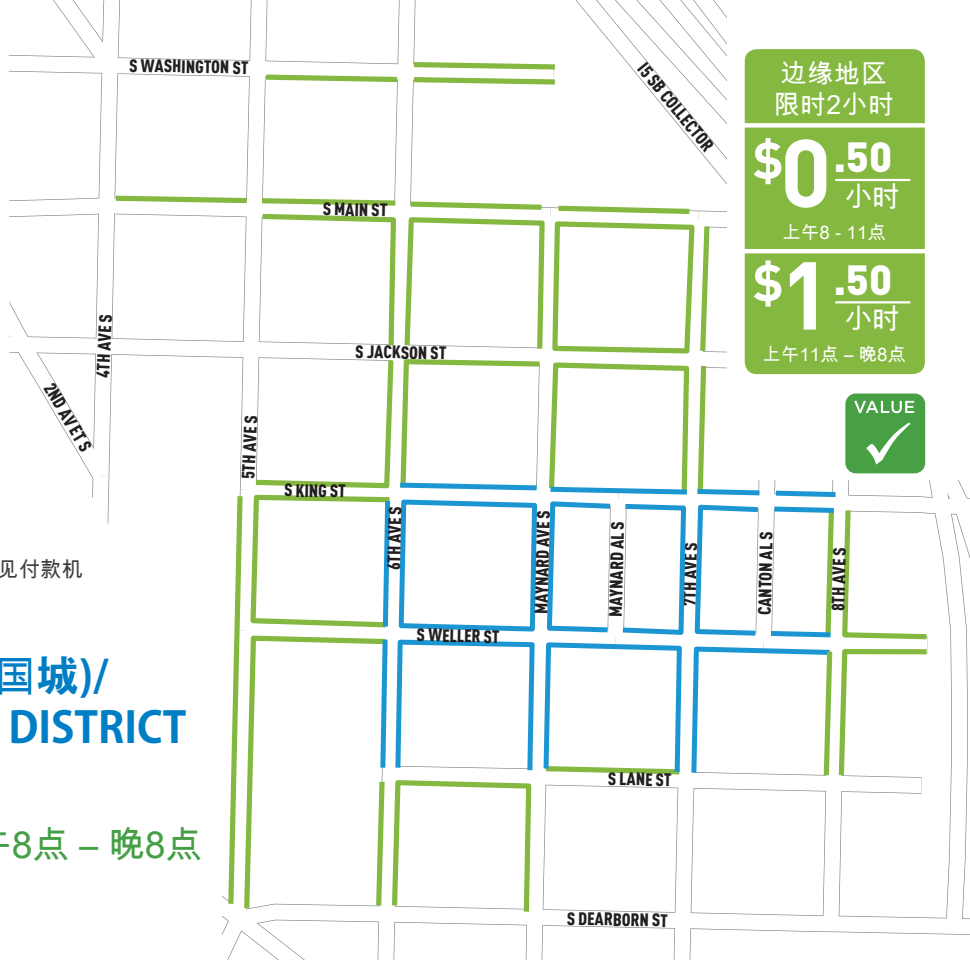 S WASHINGTON ST
I5 SB COLLECTOR
边缘地区
限时2小时
$0.50
小时
上午8 - 11点
$1.50
小时
上午11点 – 晚8点
VALUE
S MAIN ST
4TH AVE S
S JACKSON ST
2ND AV ET S
5TH AVE S
S KING ST
6TH AVE S
MAYNARD AVE S
MAYNARD AL S
7TH AVE S
CANTON AL S
8TH AVE S
见付款机
S WELLER ST
国城)/
DISTRICT
S LANE ST
8点 – 晚8点
S DEARBORN ST